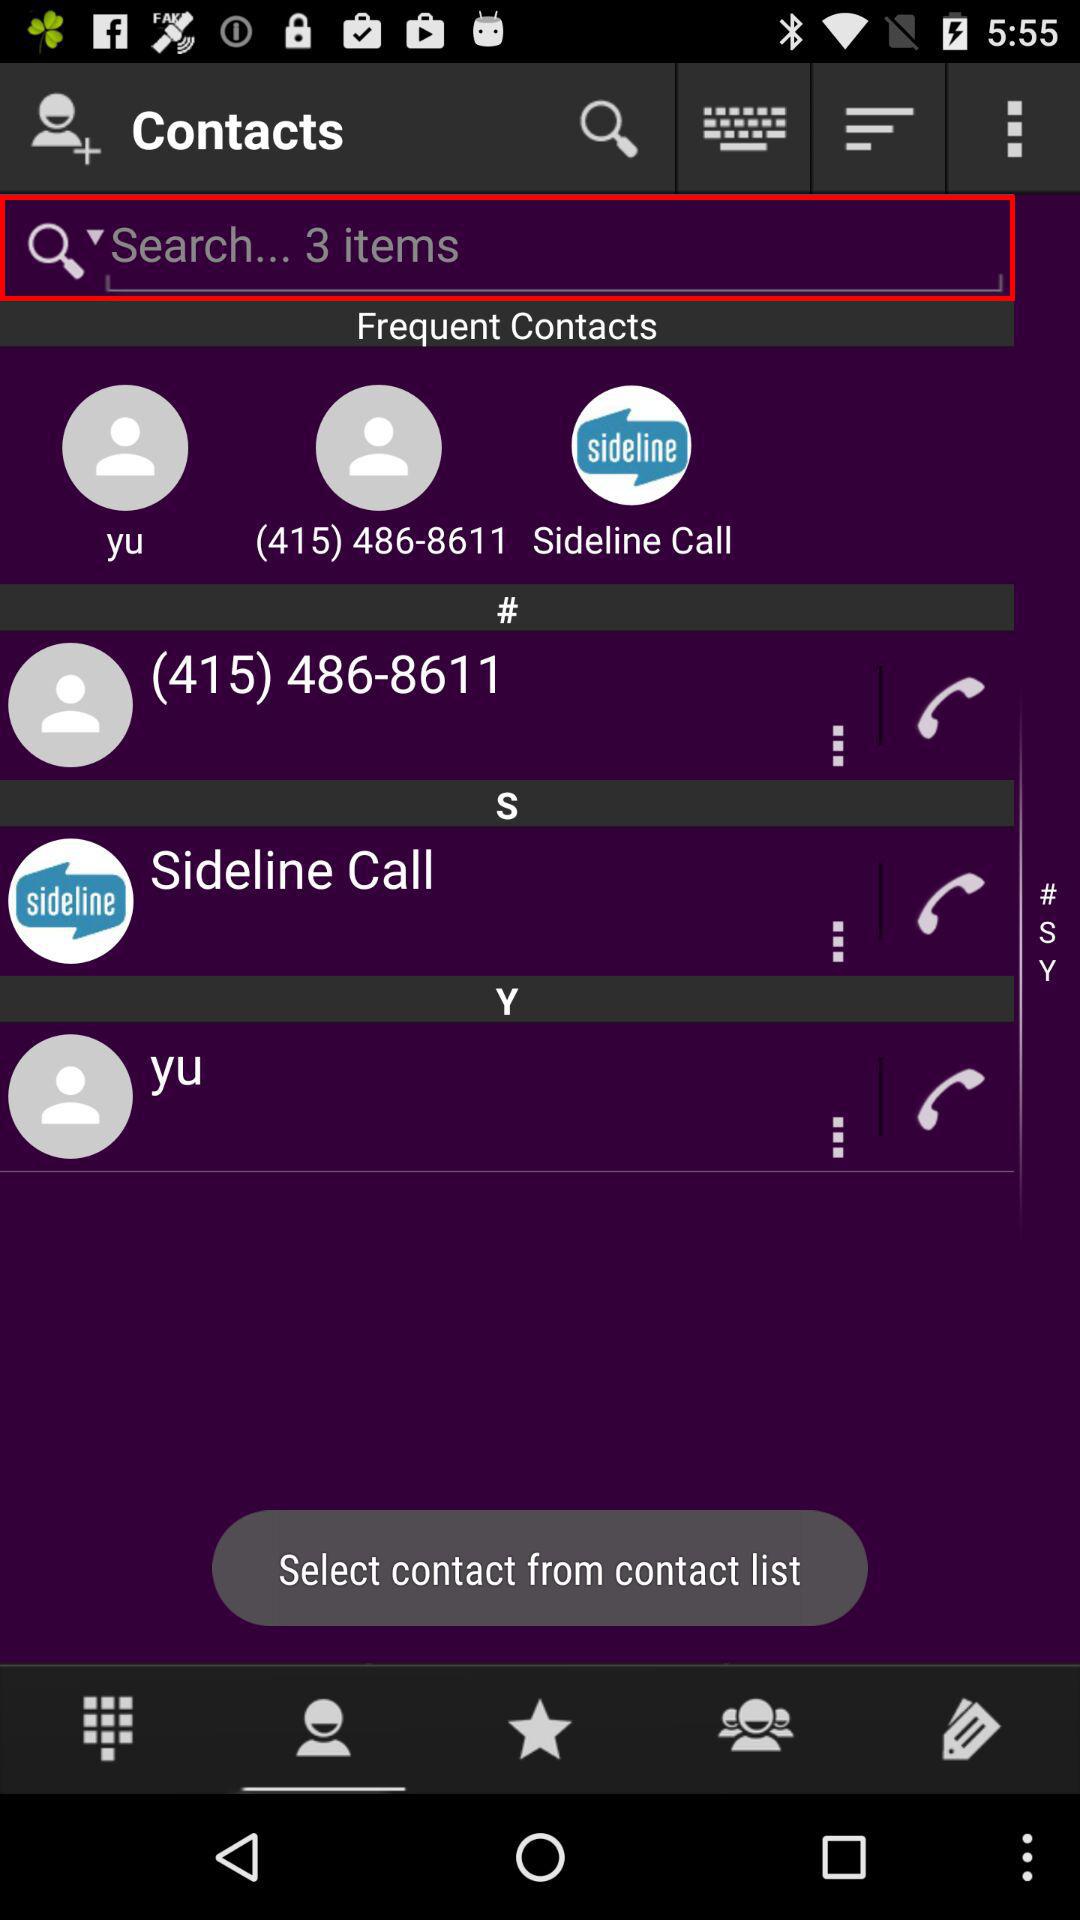 FAKE
5:55
Contacts
Search... 3 items
Frequent Contacts
sideline
yu
(415) 486-8611
Sideline Call
#
(415) 486-8611
S
Sideline Call
sideline
Y
yu
#
S
Y
Select contact from contact list